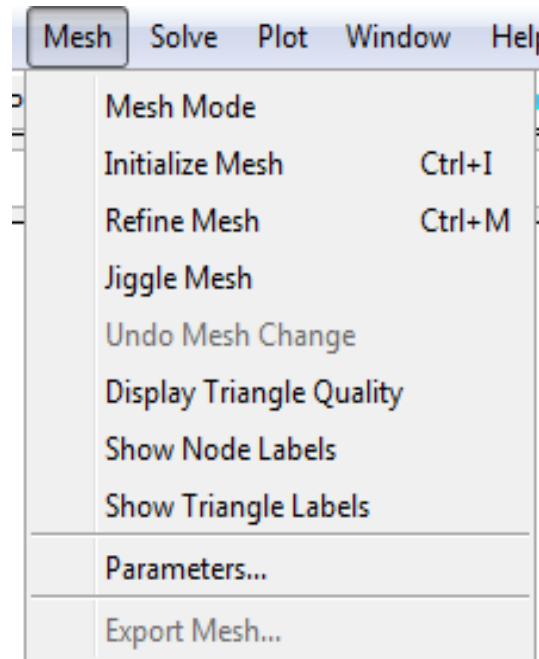 Mesh Solve Plot Window Help
Mesh Mode
Initialize Mesh Ctrl+I
Refine Mesh Ctrl+M
Jiggle Mesh
Undo Mesh Change
Display Triangle Quality
Show Node Labels
Show Triangle Labels
Parameters...
Export Mesh...